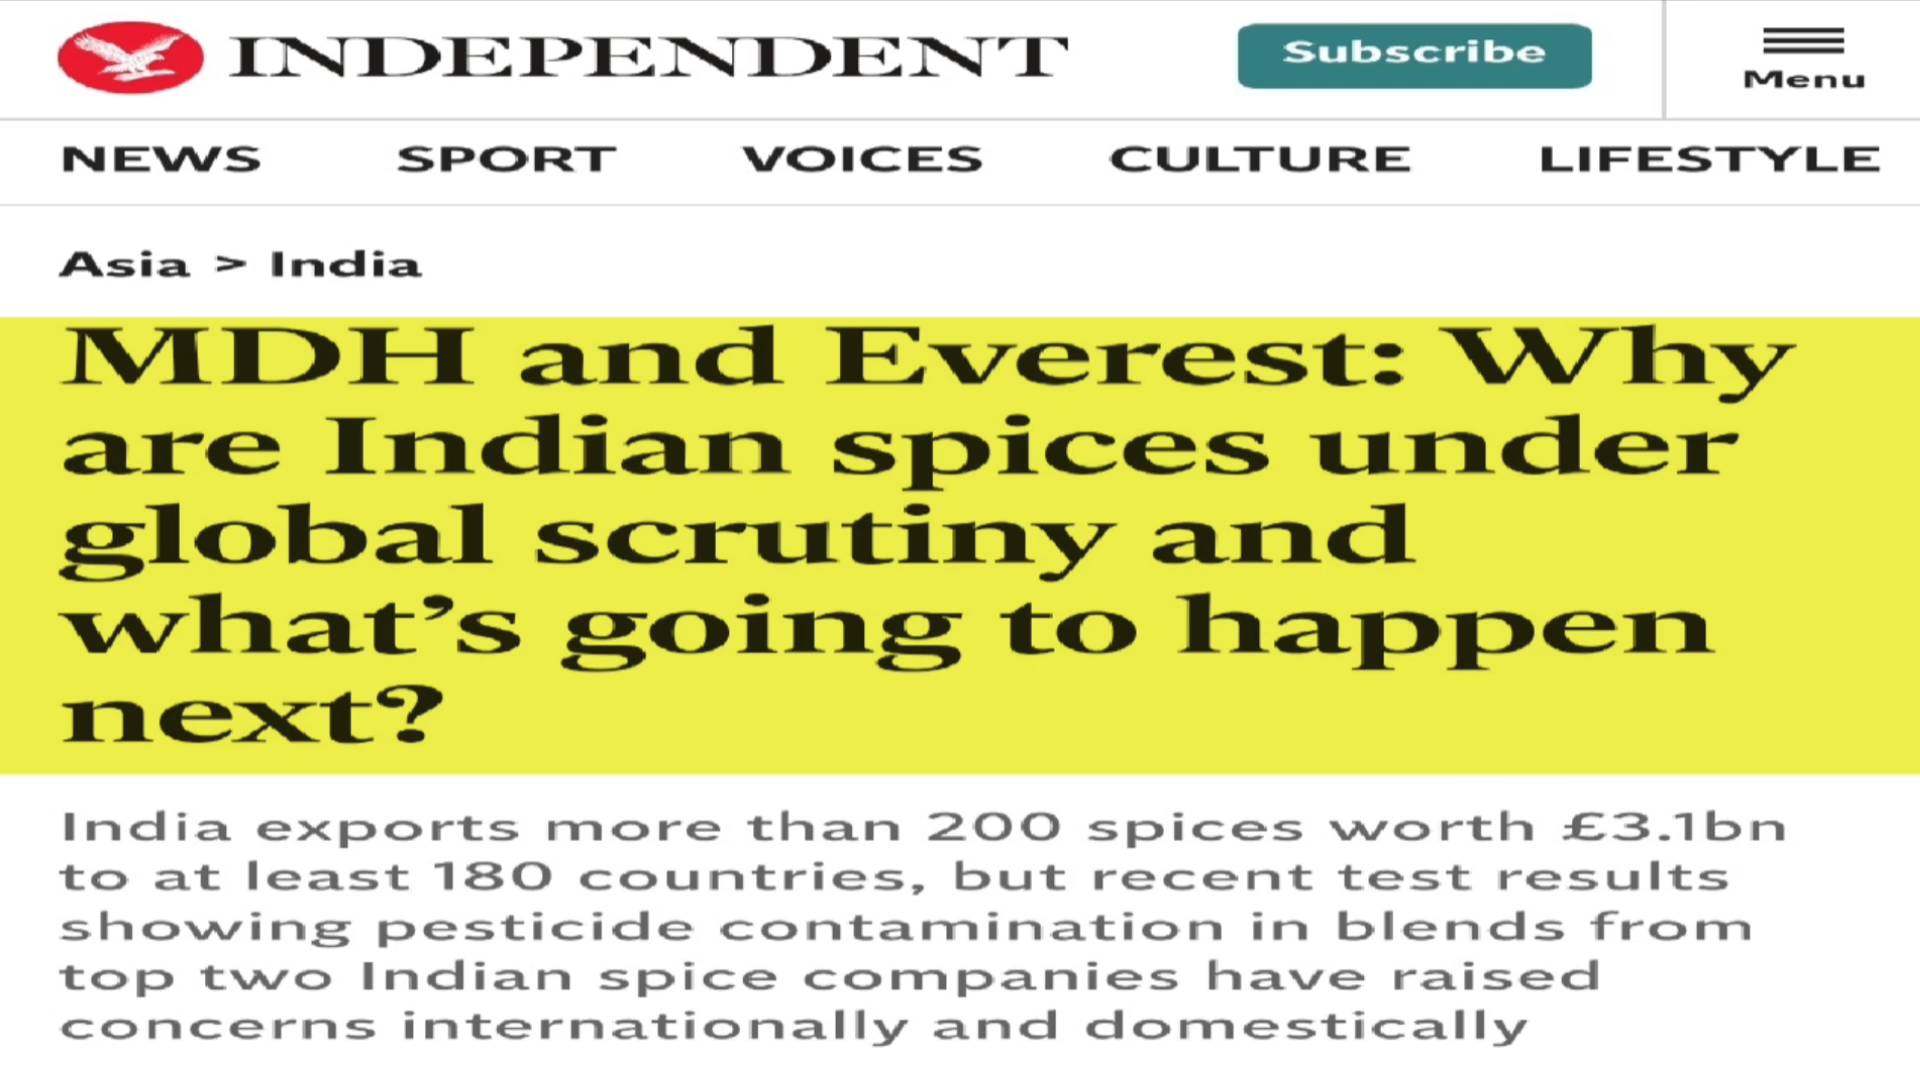 INDEPENDENT
Subscribe
Menu
NEWS SPORT VOICES CULTURE LIFESTYLE
Asia > India
MDH and Everest: Why
are Indian spices under
global scrutiny and
what’s going to happen
next?
India exports more than 200 spices worth £3.1bn
to at least 180 countries, but recent test results
showing pesticide contamination in blends from
top two Indian spice companies have raised
concerns internationally and domestically